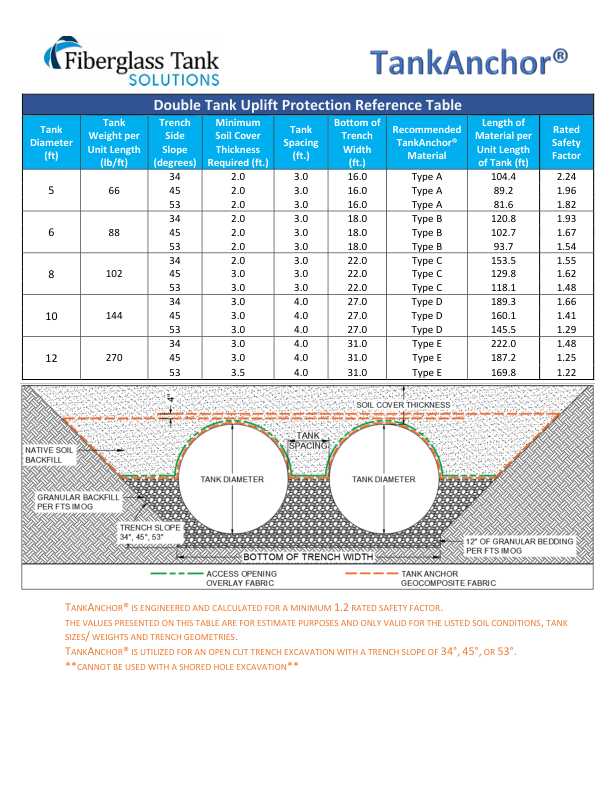 Fiberglass Tank
SOLUTIONS
TankAnchor®
Double Tank Uplift Protection Reference Table
Tank Diameter (ft) Tank Weight per Unit Length (lb/ft) Trench Side Slope (degrees) Minimum Soil Cover Thickness Required (ft.) Tank Spacing (ft.) Bottom of Trench Width (ft.) Recommended TankAnchor® Material Length of Material per Unit Length of Tank (ft) Rated Safety Factor
5 66 34 2.0 3.0 16.0 Type A 104.4 2.24
45 2.0 3.0 16.0 Type A 89.2 1.96
53 2.0 3.0 16.0 Type A 81.6 1.82
6 88 34 2.0 3.0 18.0 Type B 120.8 1.93
45 2.0 3.0 18.0 Type B 102.7 1.67
53 2.0 3.0 18.0 Type B 93.7 1.54
8 102 34 2.0 3.0 22.0 Type C 153.5 1.55
45 3.0 3.0 22.0 Type C 129.8 1.62
53 3.0 3.0 22.0 Type C 118.1 1.48
10 144 34 3.0 4.0 27.0 Type D 189.3 1.66
45 3.0 4.0 27.0 Type D 160.1 1.41
53 3.0 4.0 27.0 Type D 145.5 1.29
12 270 34 3.0 4.0 31.0 Type E 222.0 1.48
45 3.0 4.0 31.0 Type E 187.2 1.25
53 3.5 4.0 31.0 Type E 169.8 1.22
4"
SOIL COVER THICKNESS
TANK
SPACING
NATIVE SOIL
BACKFILL
TANK DIAMETER
TANK DIAMETER
GRANULAR BACKFILL
PER FTS IMOG
TRENCH SLOPE
34°, 45°, 53°
12" OF GRANULAR BEDDING
PER FTS IMOG
BOTTOM OF TRENCH WIDTH
ACCESS OPENING
OVERLAY FABRIC
TANK ANCHOR
GEOCOMPOSITE FABRIC
TANKANCHOR® IS ENGINEERED AND CALCULATED FOR A MINIMUM 1.2 RATED SAFETY FACTOR.
THE VALUES PRESENTED ON THIS TABLE ARE FOR ESTIMATE PURPOSES AND ONLY VALID FOR THE LISTED SOIL CONDITIONS, TANK
SIZES/ WEIGHTS AND TRENCH GEOMETRIES.
TANKANCHOR® IS UTILIZED FOR AN OPEN CUT TRENCH EXCAVATION WITH A TRENCH SLOPE OF 34°, 45°, OR 53°.
**CANNOT BE USED WITH A SHORED HOLE EXCAVATION**